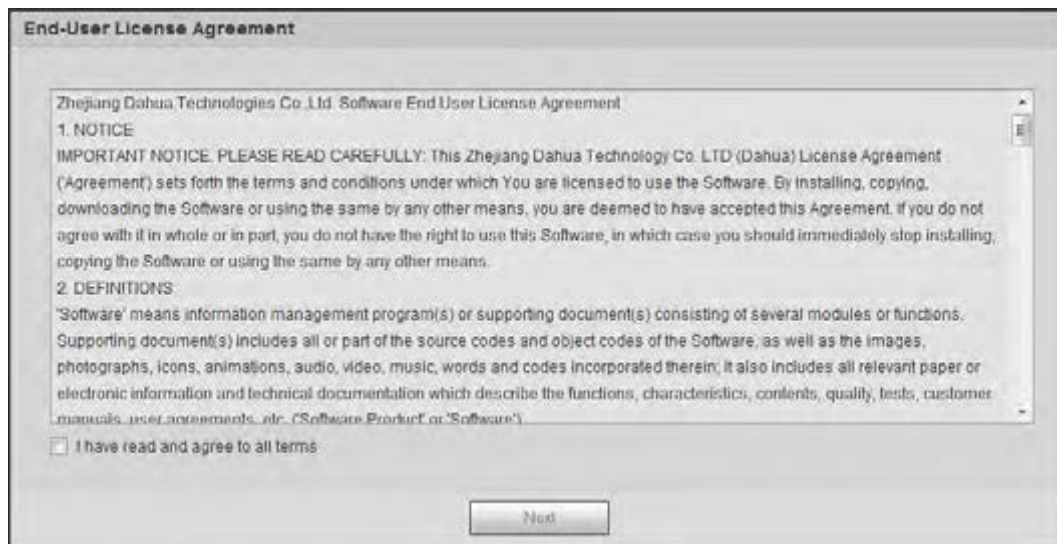 End-User License Agreement
Zhejiang Dahua Technologies Co.,Ltd. Software End User License Agreement
1. NOTICE
IMPORTANT NOTICE, PLEASE READ CAREFULLY: This Zhejiang Dahua Technology Co. LTD (Dahua) License Agreement
('Agreement') sets forth the terms and conditions under which You are licensed to use the Software. By installing, copying,
downloading the Software or using the same by any other means, you are deemed to have accepted this Agreement. If you do not
agree with it in whole or in part, you do not have the right to use this Software, in which case you should immediately stop installing,
copying the Software or using the same by any other means.
2. DEFINITIONS
'Software' means information management program(s) or supporting document(s) consisting of several modules or functions.
Supporting document(s) includes all or part of the source codes and object codes of the Software, as well as the images,
photographs, icons, animations, audio, video, music, words and codes incorporated therein; it also includes all relevant paper or
electronic information and technical documentation which describe the functions, characteristics, contents, quality, tests, customer
manuals, user agreements, etc. ('Software Product' or 'Software')
I have read and agree to all terms
Next